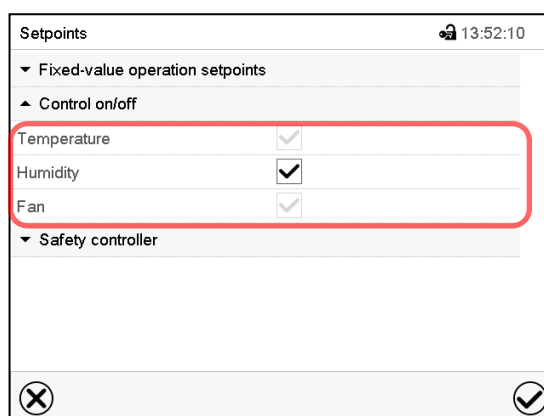 Setpoints 13:52:10
Fixed-value operation setpoints
Control on/off
Temperature
Humidity
Fan
Safety controller